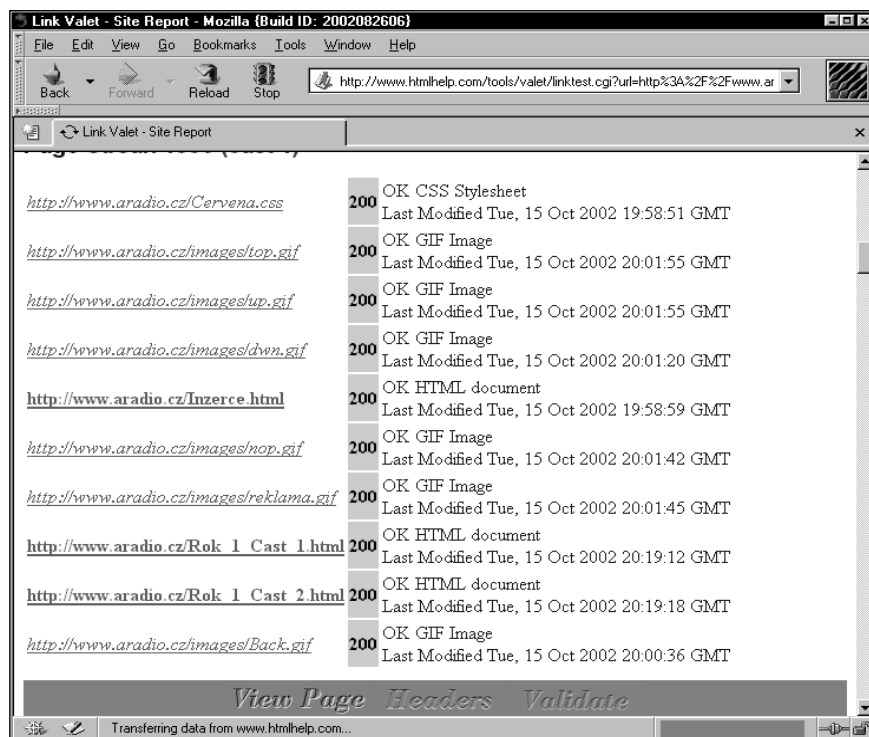 Link Valet - Site Report - Mozilla {Build ID: 2002082606}
File Edit View Go Bookmarks Tools Window Help
Back Forward Reload Stop http://www.htmlhelp.com/tools/valet/linktest.cgi?url=http%3A%2F%2Fwww.ar
Link Valet - Site Report
http://www.aradio.cz/Cervena.css 200 OK CSS Stylesheet
Last Modified Tue, 15 Oct 2002 19:58:51 GMT
http://www.aradio.cz/images/top.gif 200 OK GIF Image
Last Modified Tue, 15 Oct 2002 20:01:55 GMT
http://www.aradio.cz/images/up.gif 200 OK GIF Image
Last Modified Tue, 15 Oct 2002 20:01:55 GMT
http://www.aradio.cz/images/dwn.gif 200 OK GIF Image
Last Modified Tue, 15 Oct 2002 20:01:20 GMT
http://www.aradio.cz/Inzerce.html 200 OK HTML document
Last Modified Tue, 15 Oct 2002 19:58:59 GMT
http://www.aradio.cz/images/nop.gif 200 OK GIF Image
Last Modified Tue, 15 Oct 2002 20:01:42 GMT
http://www.aradio.cz/images/reklama.gif 200 OK GIF Image
Last Modified Tue, 15 Oct 2002 20:01:45 GMT
http://www.aradio.cz/Rok_1_Cast_1.html 200 OK HTML document
Last Modified Tue, 15 Oct 2002 20:19:12 GMT
http://www.aradio.cz/Rok_1_Cast_2.html 200 OK HTML document
Last Modified Tue, 15 Oct 2002 20:19:18 GMT
http://www.aradio.cz/images/Back.gif 200 OK GIF Image
Last Modified Tue, 15 Oct 2002 20:00:36 GMT
View Page Headers Validate
Transferring data from www.htmlhelp.com...